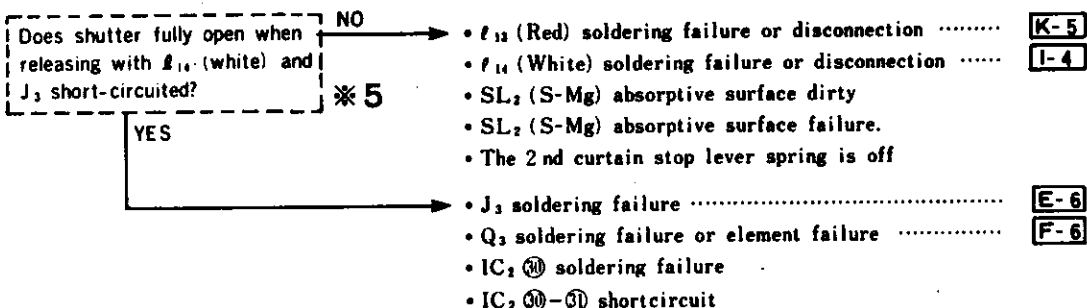 Does shutter fully open when
releasing with ℓ₁₄ (white) and
J₃ short-circuited?
NO
※5
YES
• ℓ₁₃ (Red) soldering failure or disconnection ········· K-5
• ℓ₁₄ (White) soldering failure or disconnection ······ I-4
• SL₂ (S-Mg) absorptive surface dirty
• SL₂ (S-Mg) absorptive surface failure.
• The 2 nd curtain stop lever spring is off
• J₃ soldering failure ······································ E-6
• Q₃ soldering failure or element failure ··············· F-6
• IC₂ ㉚ soldering failure
• IC₂ ㉚-㉛ shortcircuit